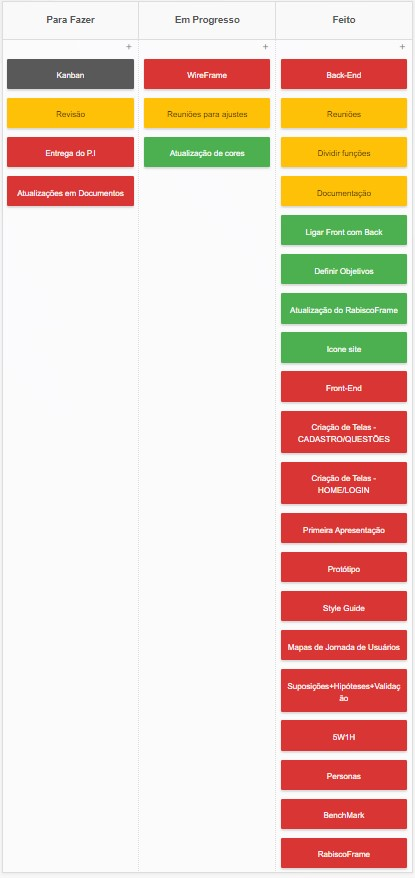 Para Fazer
+
Kanban
Revisão
Entrega do P.I
Atualizações em Documentos
Em Progresso
+
WireFrame
Reuniões para ajustes
Atualização de cores
Feito
+
Back-End
Reuniões
Dividir funções
Documentação
Ligar Front com Back
Definir Objetivos
Atualização do RabiscoFrame
Icone site
Front-End
Criação de Telas -
CADASTRO/QUESTÕES
Criação de Telas -
HOME/LOGIN
Primeira Apresentação
Protótipo
Style Guide
Mapas de Jornada de Usuários
Suposições+Hipóteses+Validaç
ão
5W1H
Personas
BenchMark
RabiscoFrame